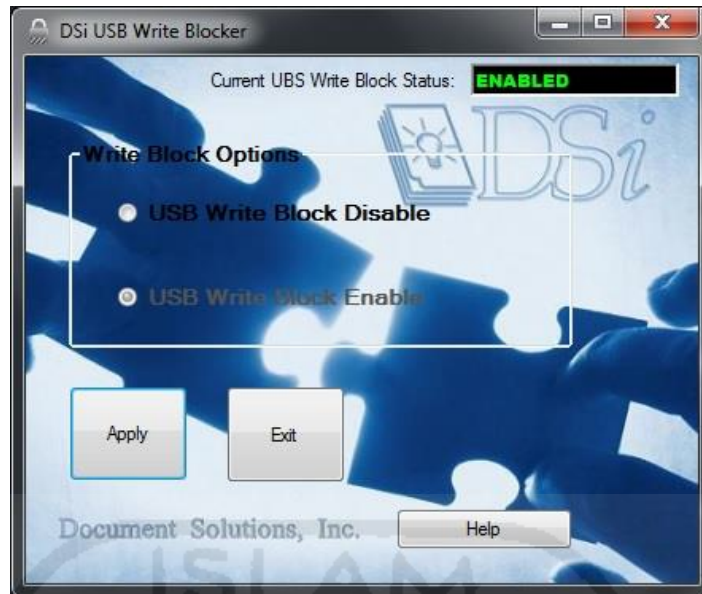 DSi USB Write Blocker
Current UBS Write Block Status: ENABLED
DSi
Write Block Options
USB Write Block Disable
USB Write Block Enable
Apply Exit
Document Solutions, Inc. Help
ISLAM